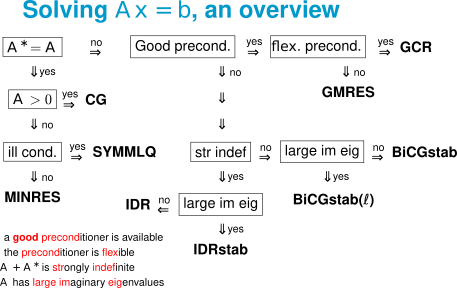 Solving A x = b, an overview
A * = A no ⇒ Good precond. yes ⇒ flex. precond. yes ⇒ GCR
⇓ yes ⇓ no ⇓ no
GMRES
A > 0 yes ⇒ CG ⇓
⇓ no ⇓
ill cond. yes ⇒ SYMMLQ str indef no ⇒ large im eig no ⇒ BiCGstab
⇓ no ⇓ yes ⇓ yes
MINRES IDR no ⇐ large im eig BiCGstab(ℓ)
⇓ yes
IDRstab
a good preconditioner is available
the preconditioner is flexible
A + A * is strongly indefinite
A has large imaginary eigenvalues